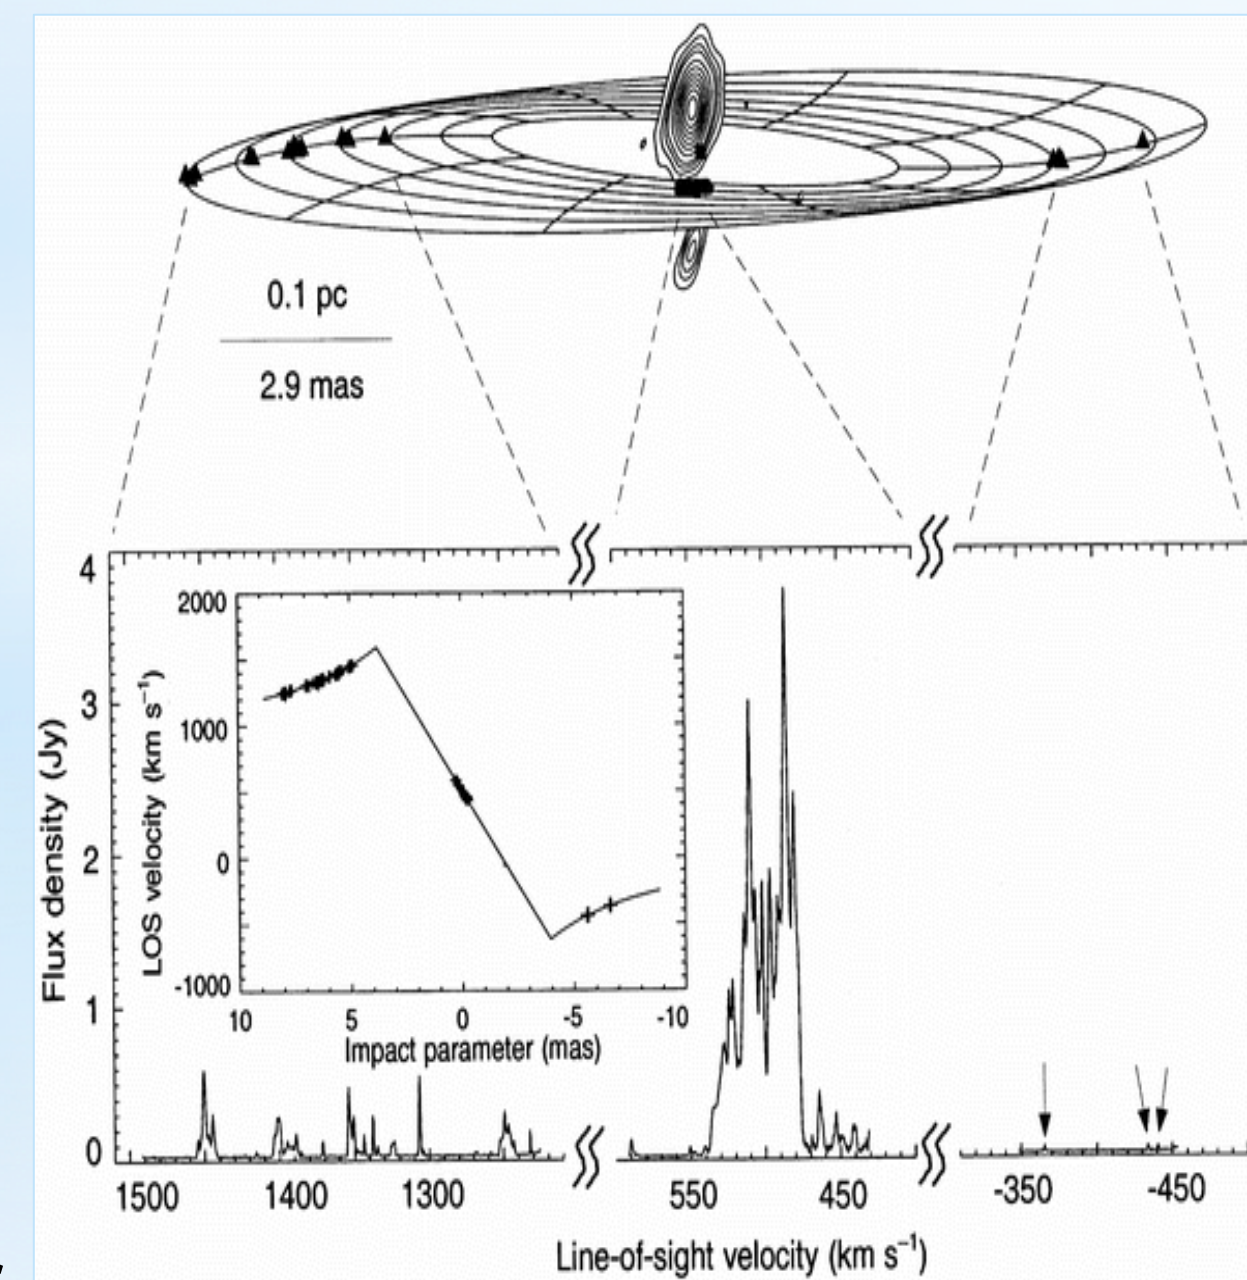 0.1 pc
2.9 mas
4
3
2
1
0
Flux density (Jy)
2000
1000
0
-1000
LOS velocity (km s⁻¹)
10 5 0 -5 -10
Impact parameter (mas)
1500 1400 1300 550 450 -350 -450
Line-of-sight velocity (km s⁻¹)